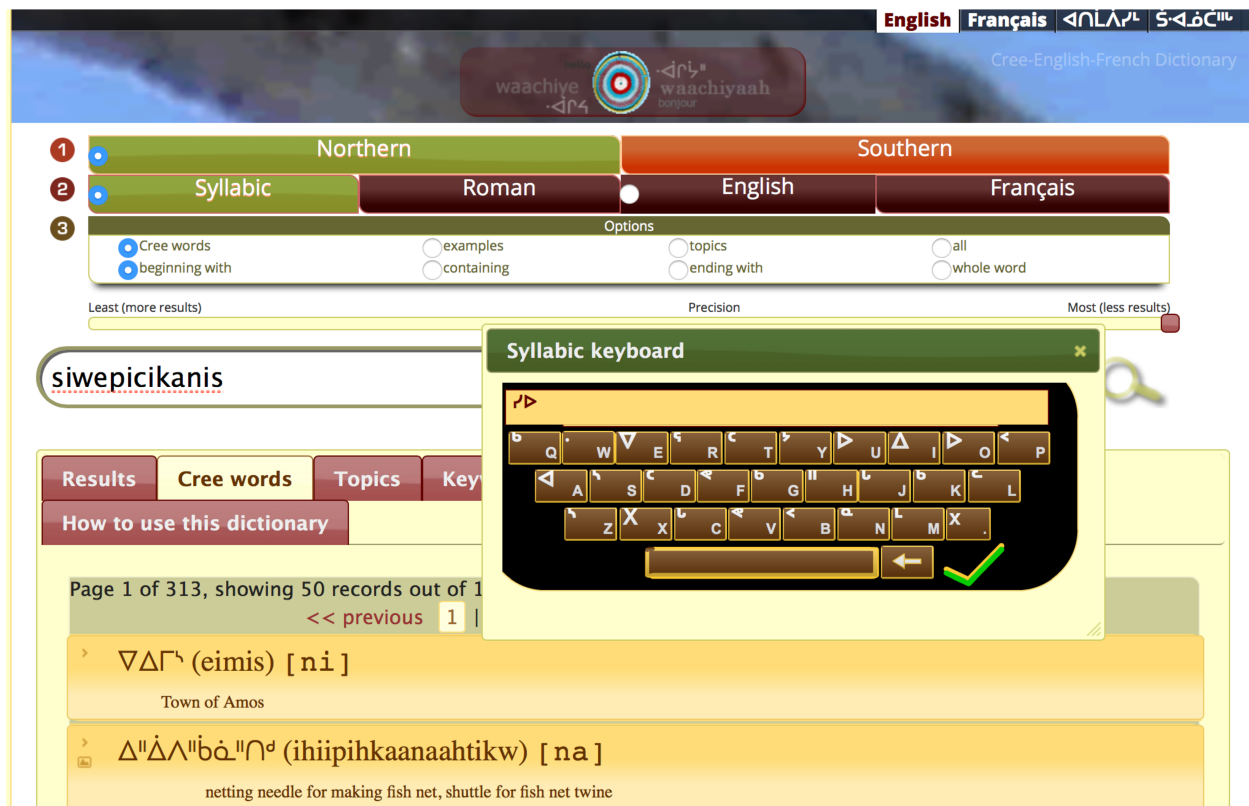 English Français ᐊᑎᒫᐱᓯᒻ ᔒᐗᓅᑖᐦᒡ
Cree-English-French Dictionary
waachiye waachiyaah
bonjour
1 Northern Southern
2 Syllabic Roman English Français
3 Options
Cree words examples topics all
beginning with containing ending with whole word
Least (more results) Precision Most (less results)
siwepicikanis
Syllabic keyboard
ᓯᐅ
Q W E R T Y U I O P
A S D F G H J K L
Z X C V B N M .
Results Cree words Topics Key
How to use this dictionary
Page 1 of 313, showing 50 records out of 1
<< previous 1 |
ᐁᐃᒥᔅ (eimis) [ni]
Town of Amos
ᐃᐦᐄᐱᐦᑳᓈᐦᑎᒄ (ihiipihkaanaahtikw) [na]
netting needle for making fish net, shuttle for fish net twine